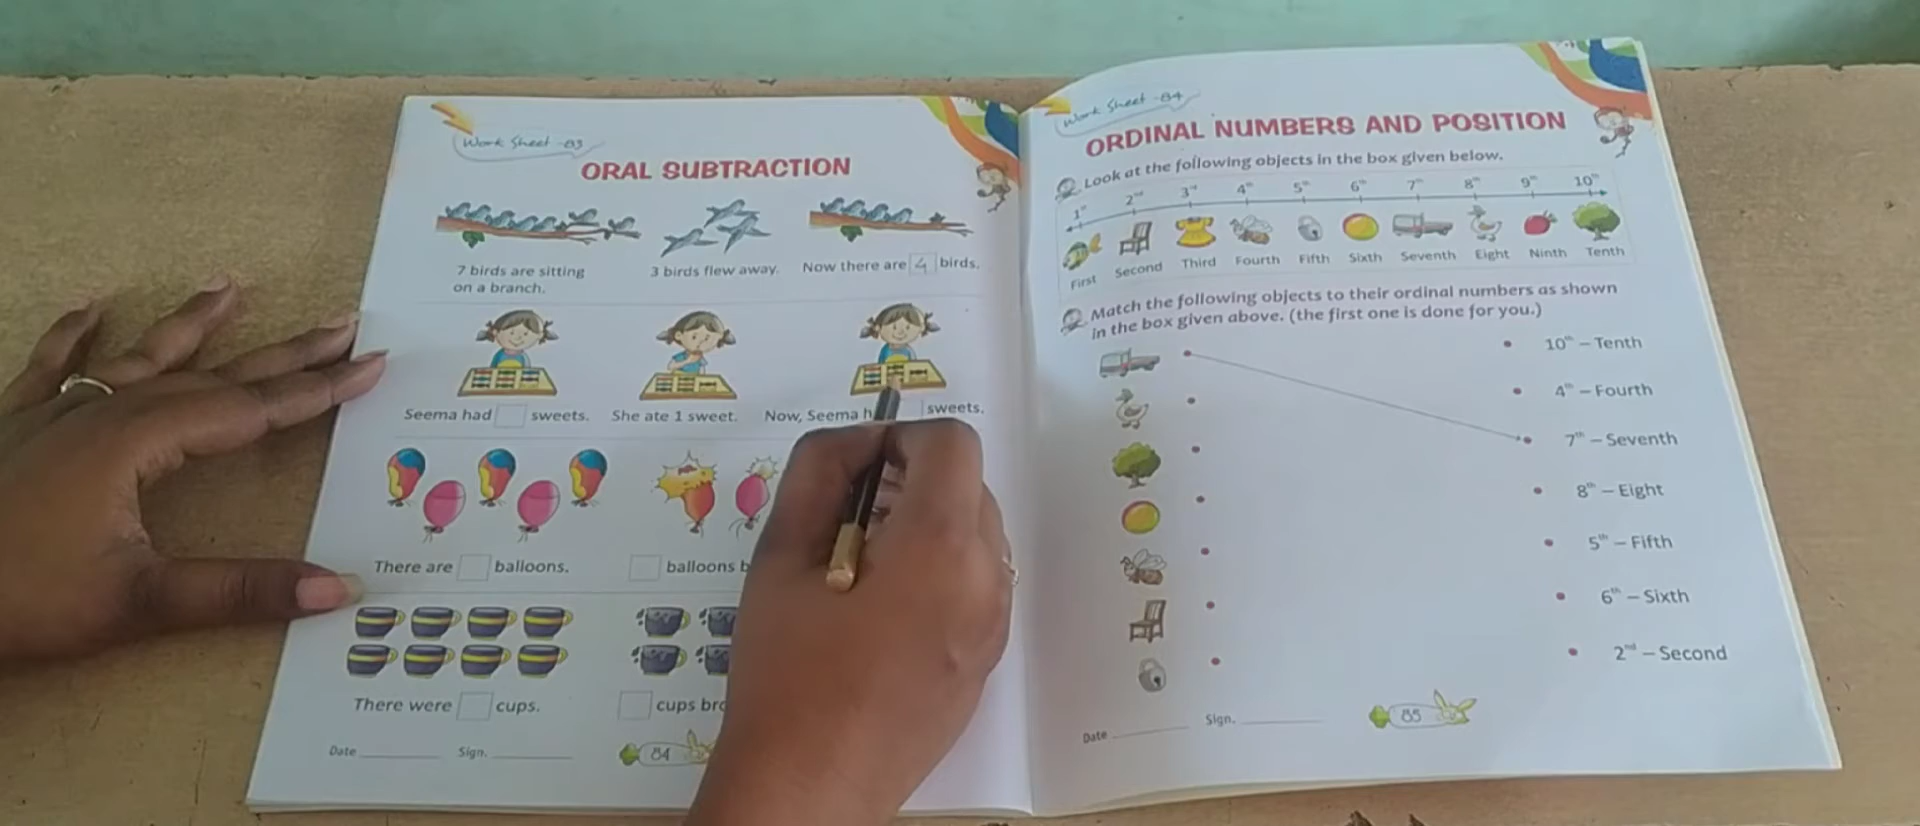 Work Sheet -83
ORAL SUBTRACTION
7 birds are sitting
on a branch.
3 birds flew away.
Now there are 4 birds.
Seema had sweets.
She ate 1 sweet.
Now, Seema sweets.
There are balloons.
balloons
There were cups.
cups
Date Sign.
84
Work Sheet -84
ORDINAL NUMBERS AND POSITION
Look at the following objects in the box given below.
1st 2nd 3rd 4th 5th 6th 7th 8th 9th 10th
First Second Third Fourth Fifth Sixth Seventh Eight Ninth Tenth
Match the following objects to their ordinal numbers as shown
in the box given above. (the first one is done for you.)
10th – Tenth
4th – Fourth
7th – Seventh
8th – Eight
5th – Fifth
6th – Sixth
2nd – Second
Date Sign.
85